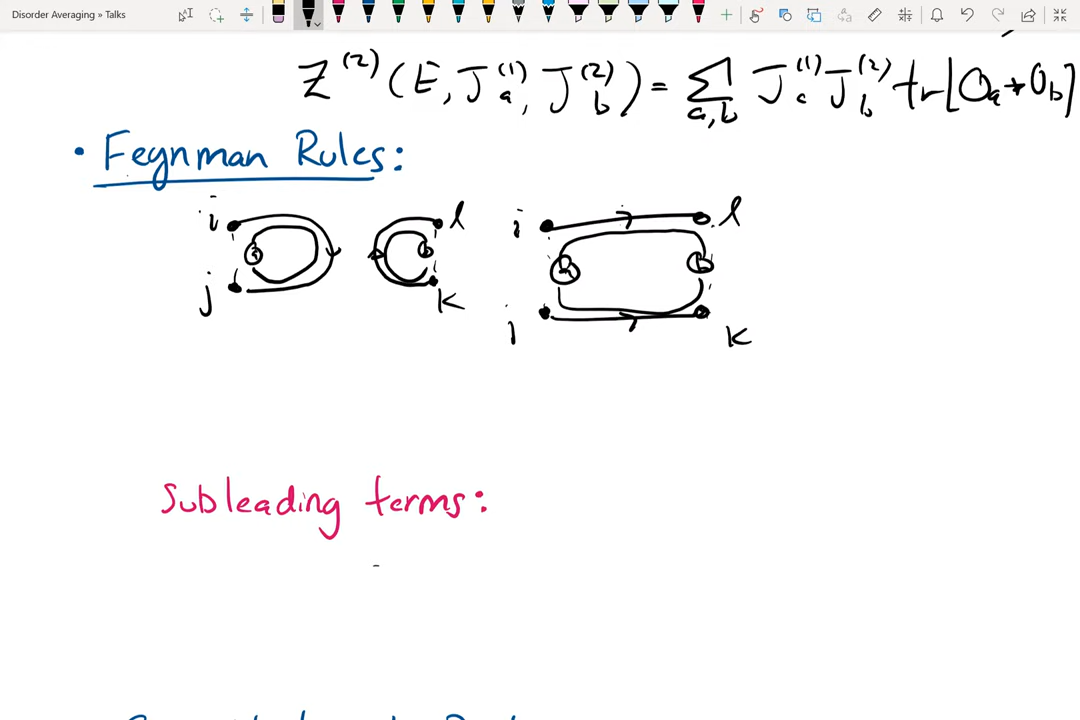 Disorder Averaging » Talks
Z^(2) (E, J_a^(1), J_b^(2)) = ∑_{a,b} J_a^(1) J_b^(2) tr[O_a * O_b]
• Feynman Rules:
i l i l
a b a b
j k j k
Subleading terms: